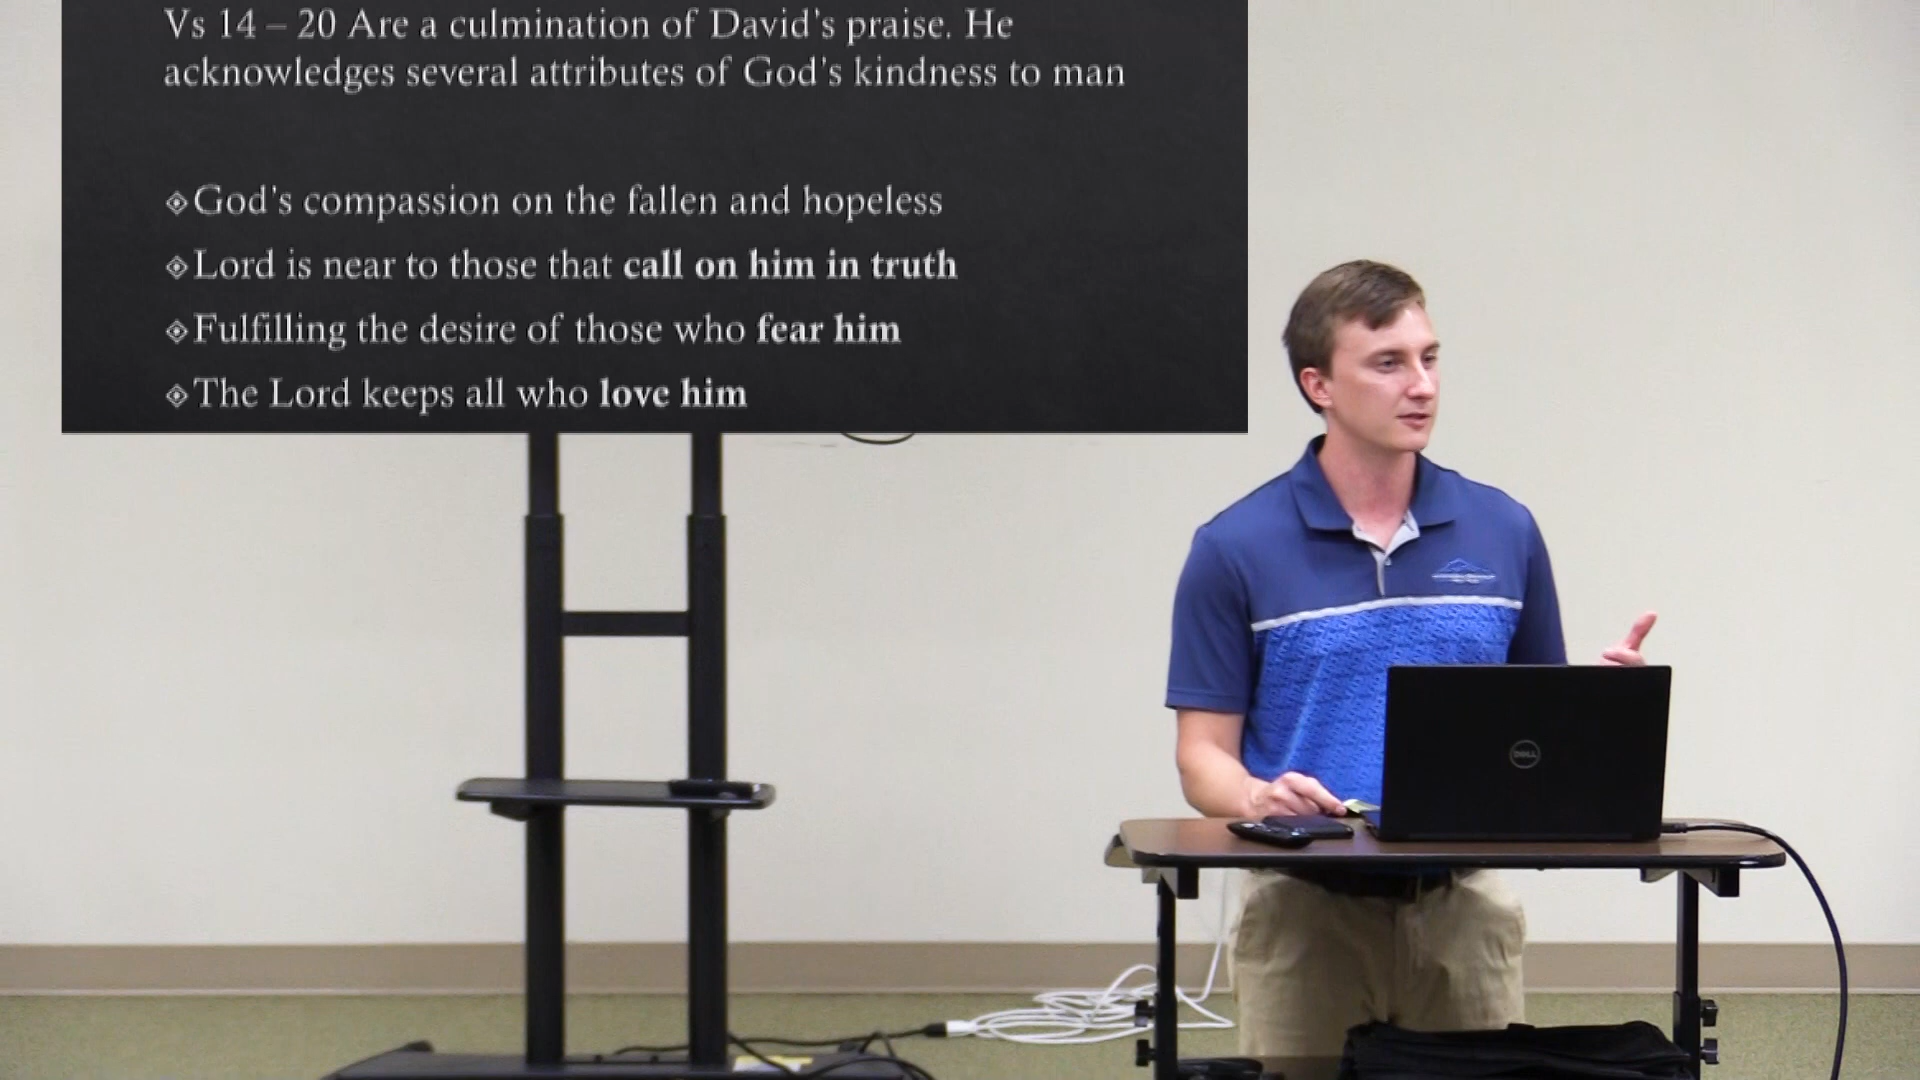 Vs 14 – 20 Are a culmination of David's praise. He
acknowledges several attributes of God's kindness to man
God's compassion on the fallen and hopeless
Lord is near to those that call on him in truth
Fulfilling the desire of those who fear him
The Lord keeps all who love him
DELL